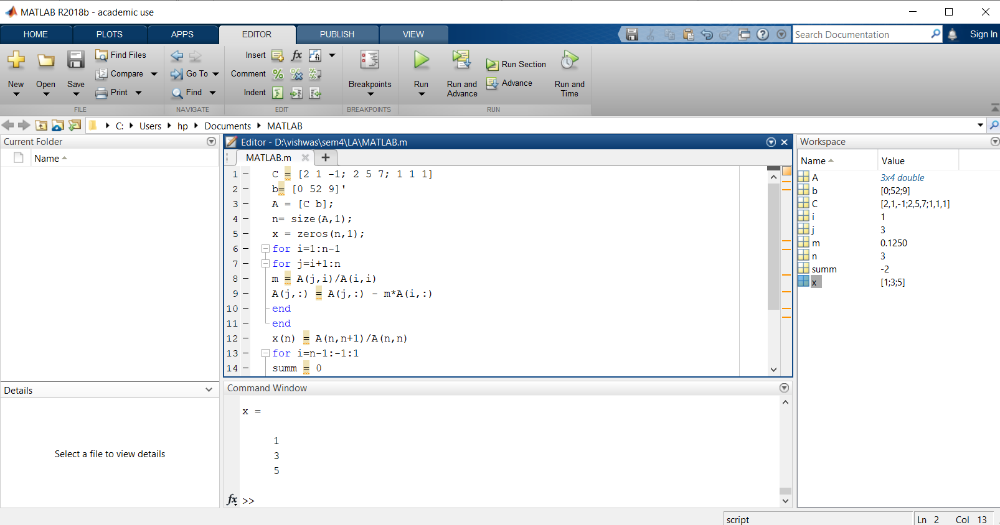 MATLAB R2018b - academic use
HOME PLOTS APPS EDITOR PUBLISH VIEW
Search Documentation
Sign In
New
Open
Save
Find Files
Compare
Print
FILE
Go To
Find
NAVIGATE
Insert
Comment
Indent
fx
fi
EDIT
Breakpoints
BREAKPOINTS
Run
Run and Advance
Run Section
Advance
Run and Time
RUN
C: Users hp Documents MATLAB
Current Folder
Name
Details
Select a file to view details
Editor - D:\vishwas\sem4\LA\MATLAB.m
MATLAB.m
1 - C = [2 1 -1; 2 5 7; 1 1 1]
2 - b= [0 52 9]'
3 - A = [C b];
4 - n= size(A,1);
5 - x = zeros(n,1);
6 - for i=1:n-1
7 - for j=i+1:n
8 - m = A(j,i)/A(i,i)
9 - A(j,:) = A(j,:) - m*A(i,:)
10 - end
11 - end
12 - x(n) = A(n,n+1)/A(n,n)
13 - for i=n-1:-1:1
14 - summ = 0
Command Window
x =
1
3
5
fx >>
Workspace
Name Value
A 3x4 double
b [0;52;9]
C [2,1,-1;2,5,7;1,1,1]
i 1
j 3
m 0.1250
n 3
summ -2
x [1;3;5]
script
Ln 2 Col 13